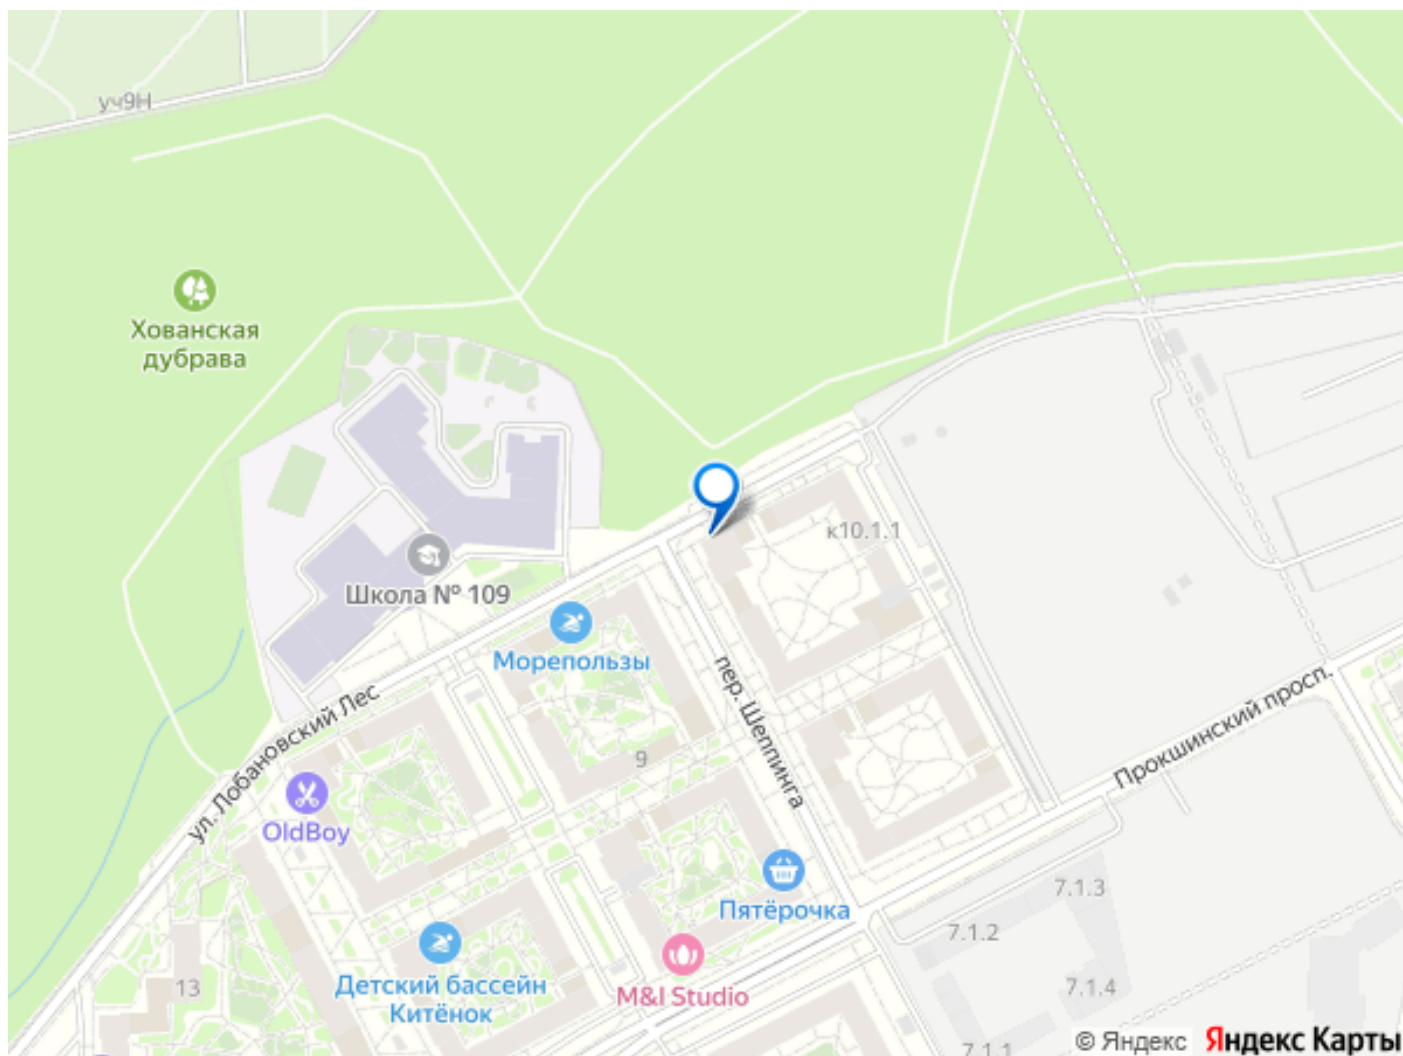 уч9Н
Хованская
дубрава
к10.1.1
Школа № 109
Морепользы
пер. Шеппинга
Прокшинский просп.
ул. Лобановский Лес
9
OldBoy
Пятёрочка
7.1.3
7.1.2
13
Детский бассейн
Китёнок
M&I Studio
7.1.4
7.1.1
© Яндекс Яндекс Карты